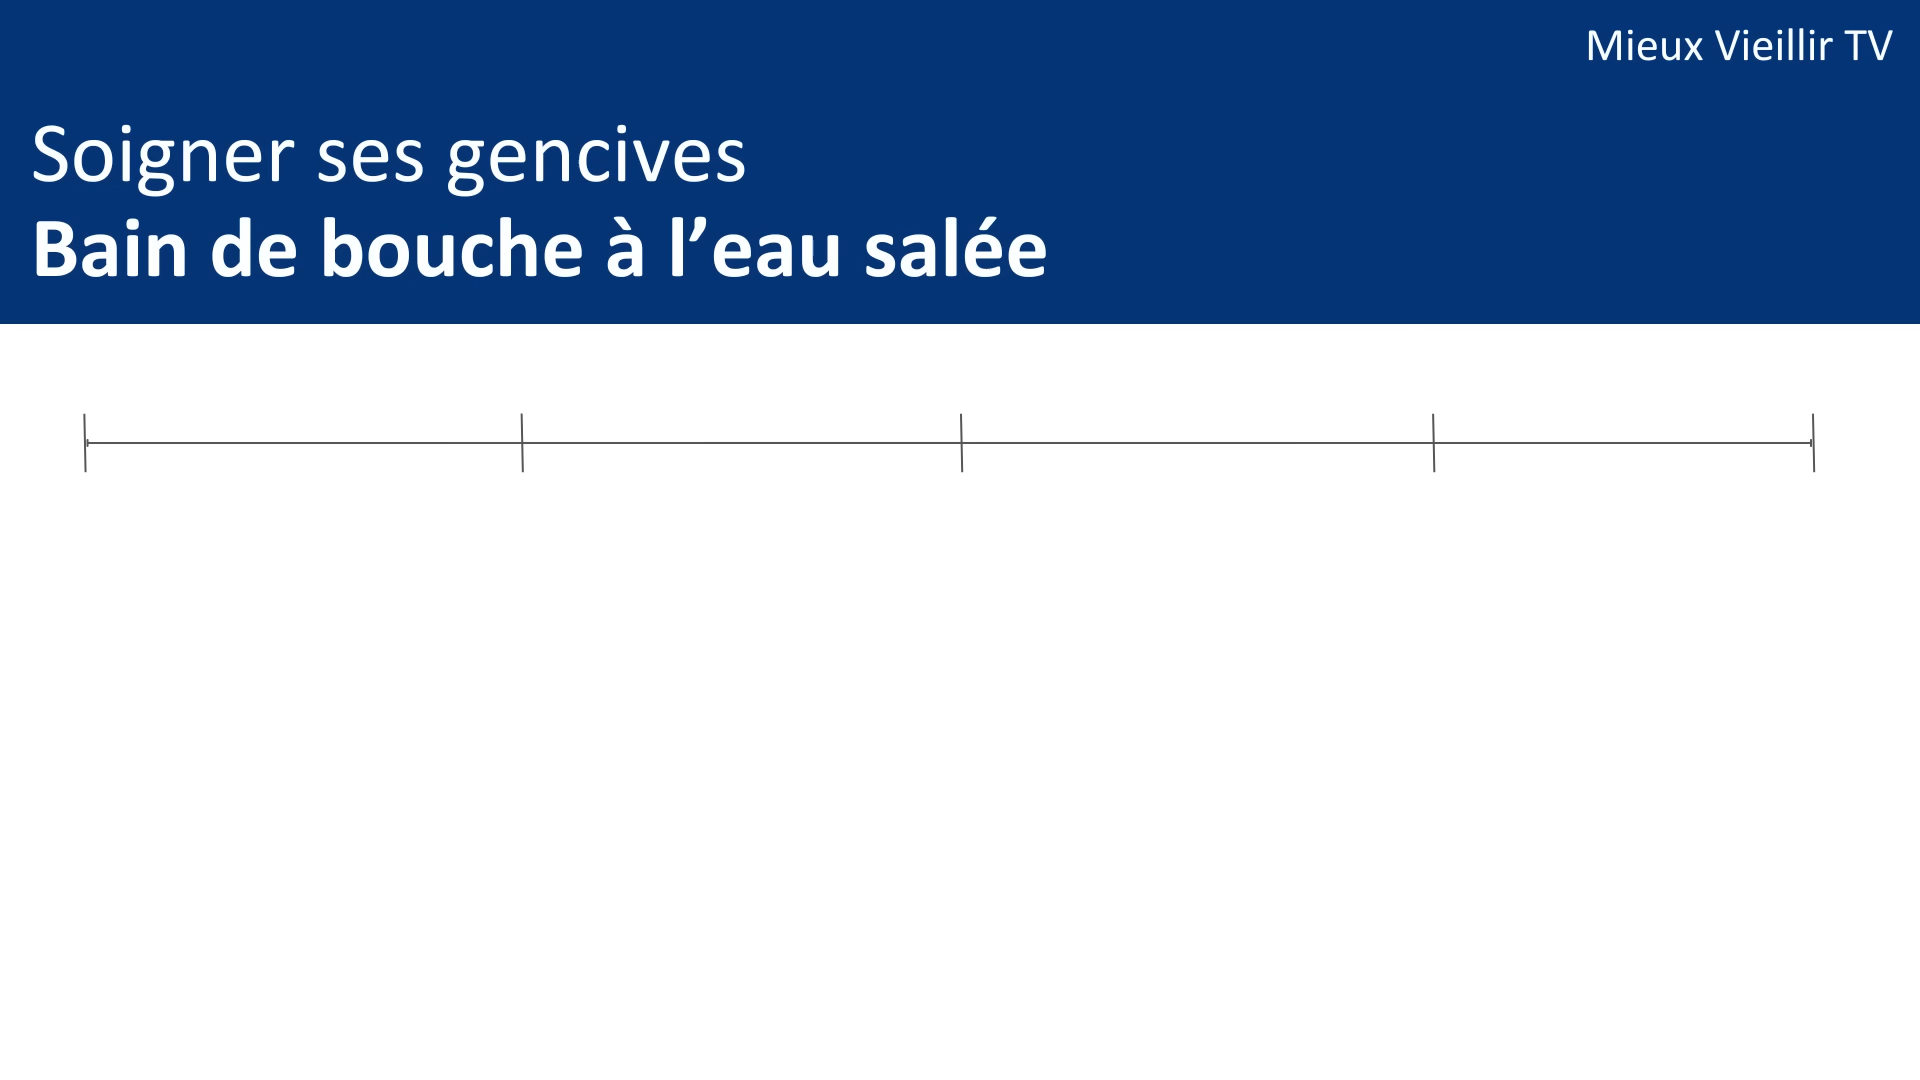 Mieux Vieillir TV
Soigner ses gencives
Bain de bouche à l’eau salée